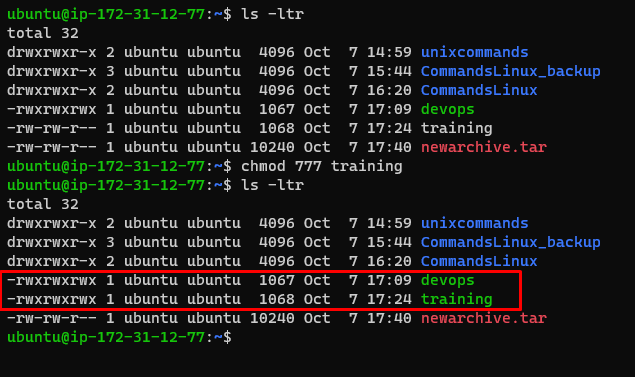 ubuntu@ip-172-31-12-77:~$ ls -ltr
total 32
drwxrwxr-x 2 ubuntu ubuntu  4096 Oct  7 14:59 unixcommands
drwxrwxr-x 3 ubuntu ubuntu  4096 Oct  7 15:44 CommandsLinux_backup
drwxrwxr-x 2 ubuntu ubuntu  4096 Oct  7 16:20 CommandsLinux
-rwxrwxrwx 1 ubuntu ubuntu  1067 Oct  7 17:09 devops
-rw-rw-r-- 1 ubuntu ubuntu  1068 Oct  7 17:24 training
-rw-rw-r-- 1 ubuntu ubuntu 10240 Oct  7 17:40 newarchive.tar
ubuntu@ip-172-31-12-77:~$ chmod 777 training
ubuntu@ip-172-31-12-77:~$ ls -ltr
total 32
drwxrwxr-x 2 ubuntu ubuntu  4096 Oct  7 14:59 unixcommands
drwxrwxr-x 3 ubuntu ubuntu  4096 Oct  7 15:44 CommandsLinux_backup
drwxrwxr-x 2 ubuntu ubuntu  4096 Oct  7 16:20 CommandsLinux
-rwxrwxrwx 1 ubuntu ubuntu  1067 Oct  7 17:09 devops
-rwxrwxrwx 1 ubuntu ubuntu  1068 Oct  7 17:24 training
-rw-rw-r-- 1 ubuntu ubuntu 10240 Oct  7 17:40 newarchive.tar
ubuntu@ip-172-31-12-77:~$